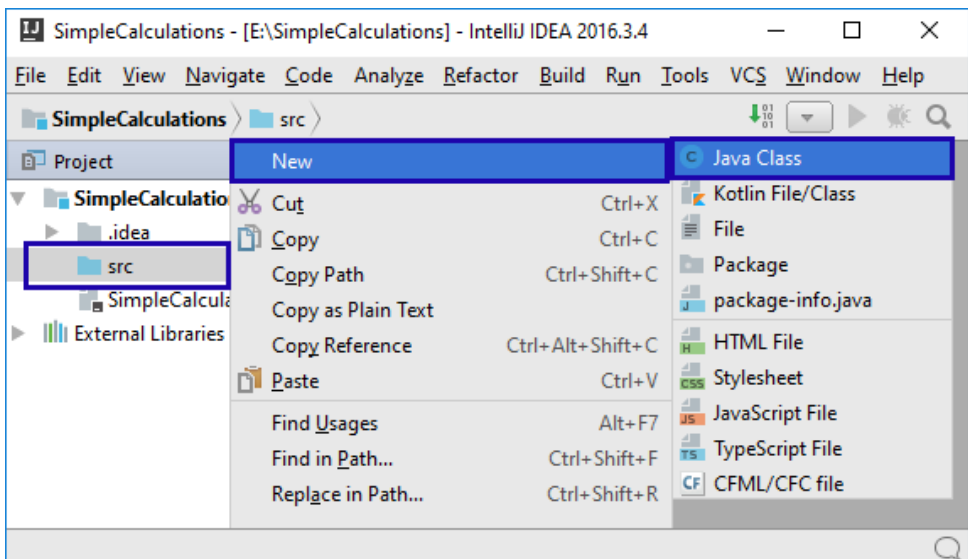 SimpleCalculations - [E:\SimpleCalculations] - IntelliJ IDEA 2016.3.4
File Edit View Navigate Code Analyze Refactor Build Run Tools VCS Window Help
SimpleCalculations src
Project
SimpleCalculatio
.idea
src
SimpleCalcula
External Libraries
New
Cut Ctrl+X
Copy Ctrl+C
Copy Path Ctrl+Shift+C
Copy as Plain Text
Copy Reference Ctrl+Alt+Shift+C
Paste Ctrl+V
Find Usages Alt+F7
Find in Path... Ctrl+Shift+F
Replace in Path... Ctrl+Shift+R
Java Class
Kotlin File/Class
File
Package
package-info.java
HTML File
Stylesheet
JavaScript File
TypeScript File
CFML/CFC file